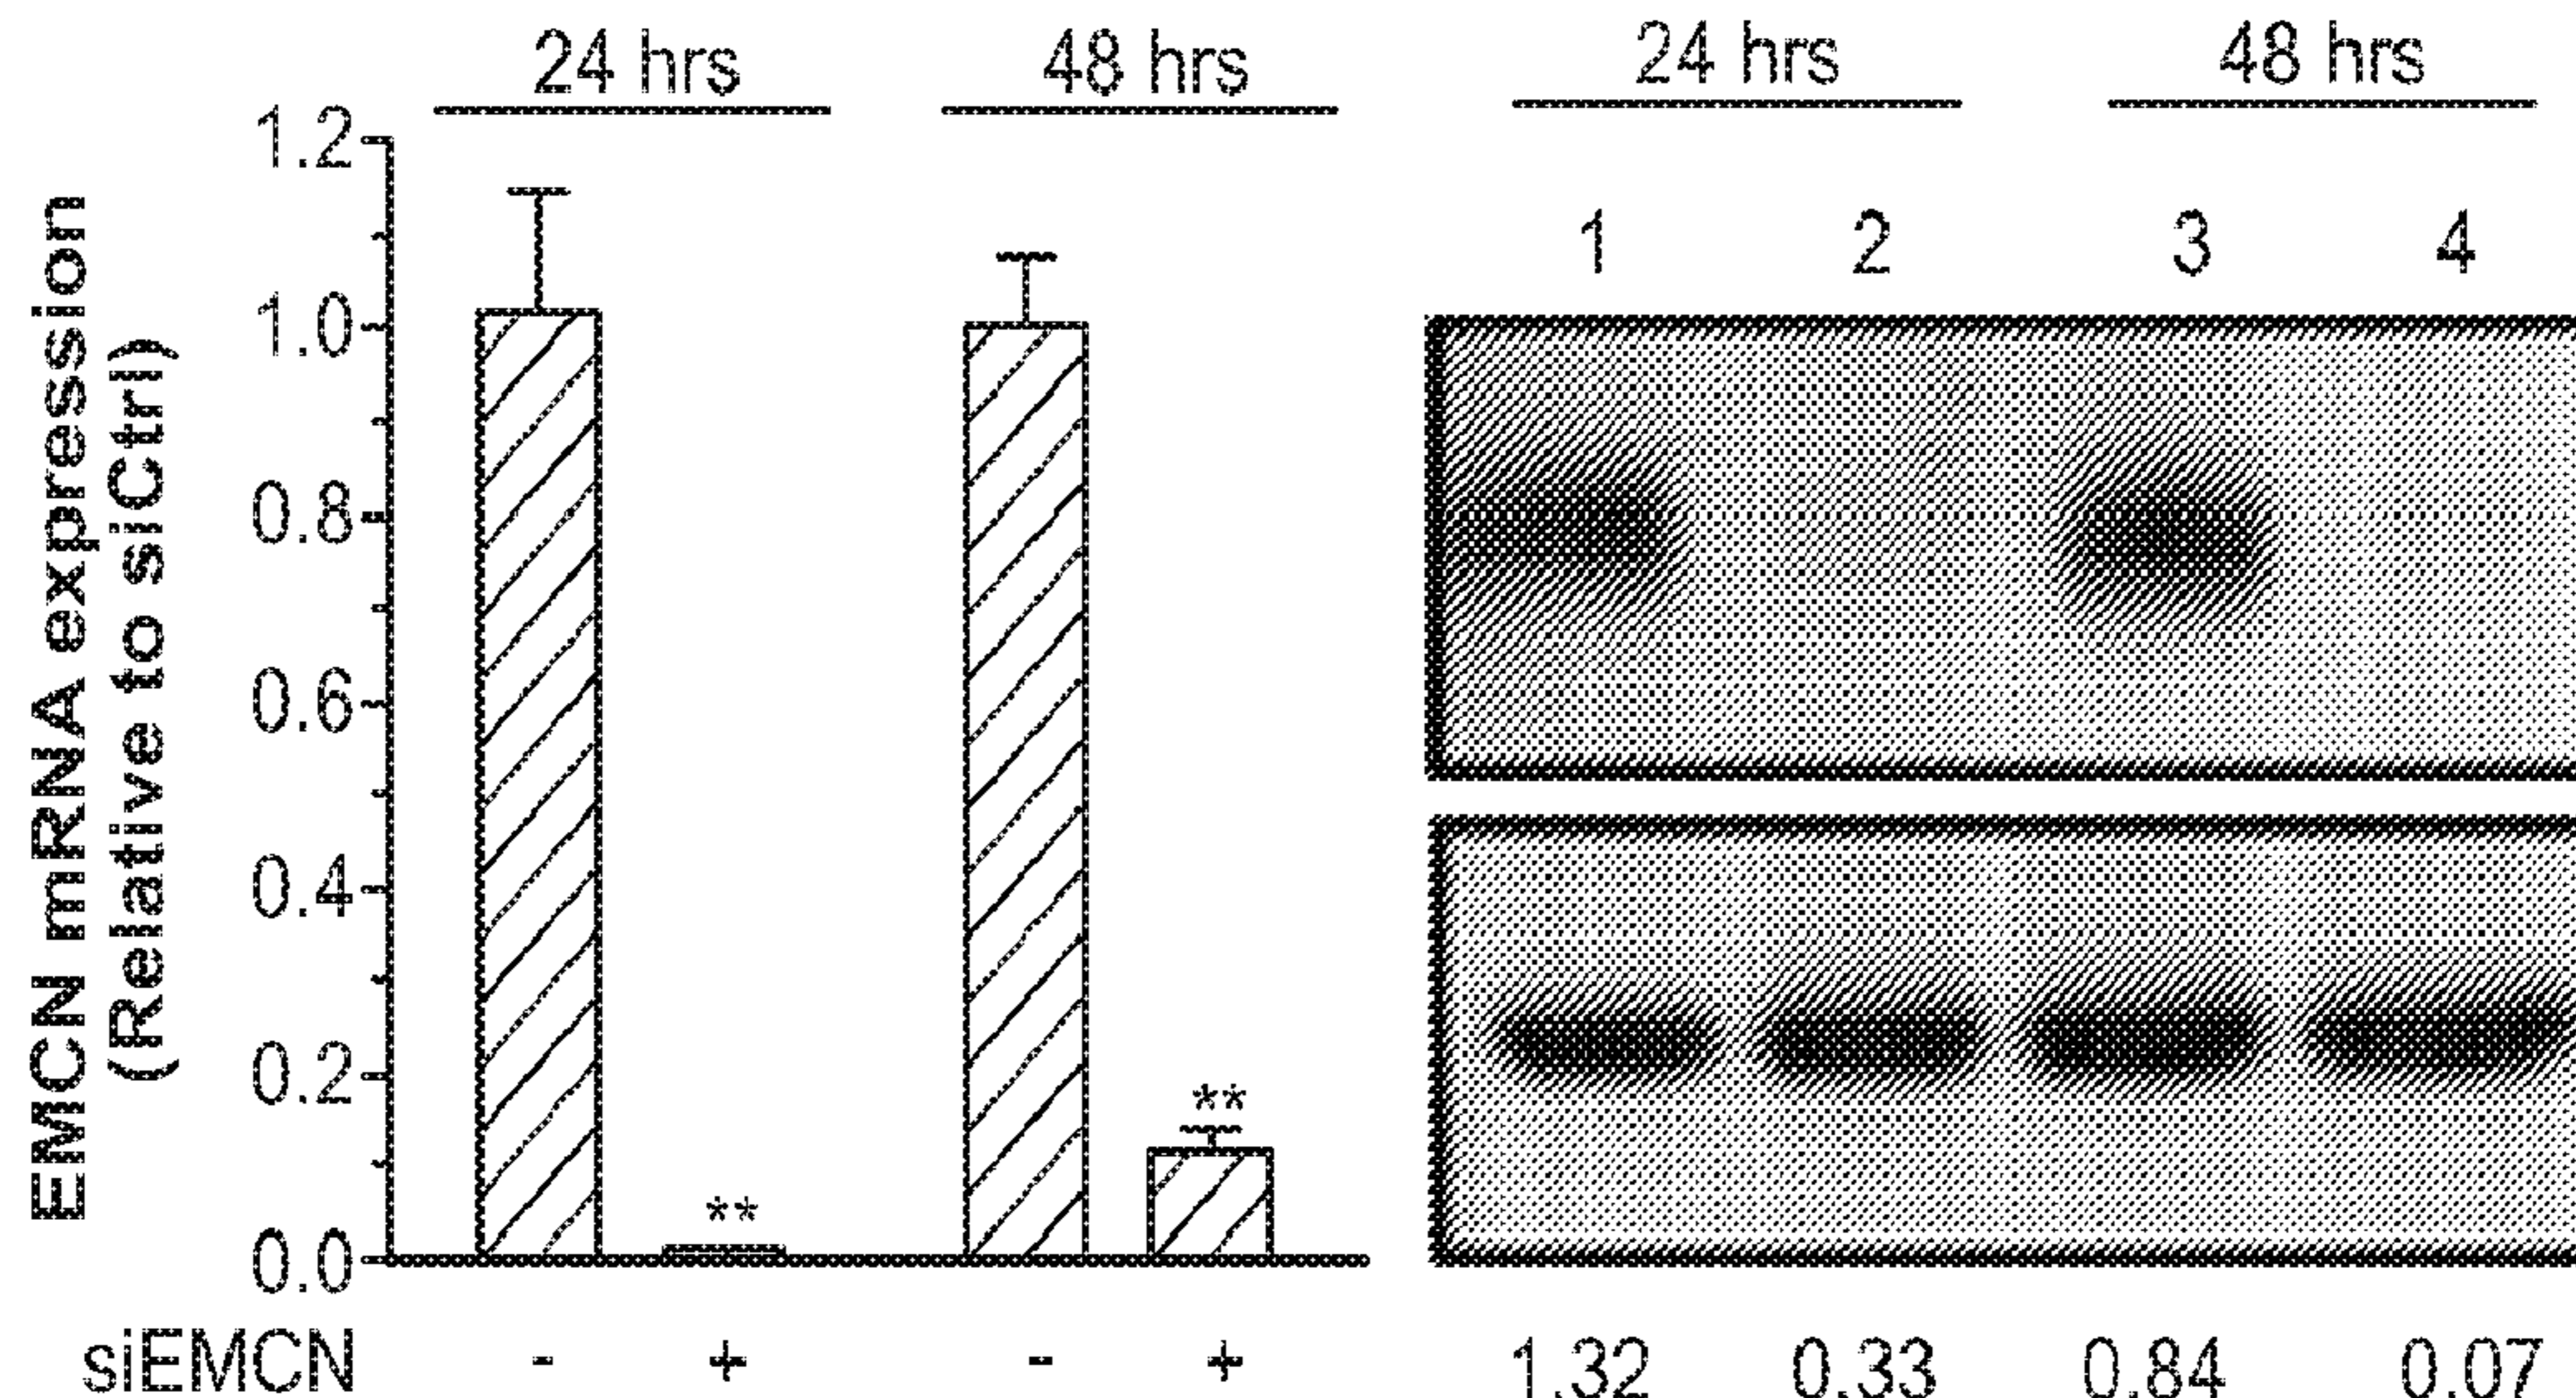 24 hrs 48 hrs 24 hrs 48 hrs
1 2 3 4
EMCN mRNA expression
(Relative to siCtrl)
1.2
1.0
0.8
0.6
0.4
0.2
0.0
**
**
siEMCN - + - + 1.32 0.33 0.84 0.07